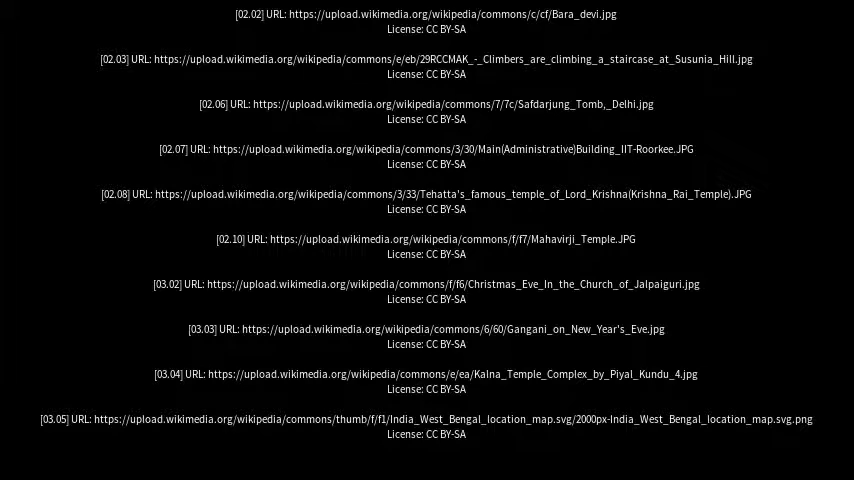 [02.02] URL: https://upload.wikimedia.org/wikipedia/commons/c/cf/Bara_devi.jpg
License: CC BY-SA
[02.03] URL: https://upload.wikimedia.org/wikipedia/commons/e/eb/29RCCMAK_-_Climbers_are_climbing_a_staircase_at_Susunia_Hill.jpg
License: CC BY-SA
[02.06] URL: https://upload.wikimedia.org/wikipedia/commons/7/7c/Safdarjung_Tomb,_Delhi.jpg
License: CC BY-SA
[02.07] URL: https://upload.wikimedia.org/wikipedia/commons/3/30/Main(Administrative)Building_IIT-Roorkee.JPG
License: CC BY-SA
[02.08] URL: https://upload.wikimedia.org/wikipedia/commons/3/33/Tehatta's_famous_temple_of_Lord_Krishna(Krishna_Rai_Temple).JPG
License: CC BY-SA
[02.10] URL: https://upload.wikimedia.org/wikipedia/commons/f/f7/Mahavirji_Temple.JPG
License: CC BY-SA
[03.02] URL: https://upload.wikimedia.org/wikipedia/commons/f/f6/Christmas_Eve_In_the_Church_of_Jalpaiguri.jpg
License: CC BY-SA
[03.03] URL: https://upload.wikimedia.org/wikipedia/commons/6/60/Gangani_on_New_Year's_Eve.jpg
License: CC BY-SA
[03.04] URL: https://upload.wikimedia.org/wikipedia/commons/e/ea/Kalna_Temple_Complex_by_Piyal_Kundu_4.jpg
License: CC BY-SA
[03.05] URL: https://upload.wikimedia.org/wikipedia/commons/thumb/f/f1/India_West_Bengal_location_map.svg/2000px-India_West_Bengal_location_map.svg.png
License: CC BY-SA